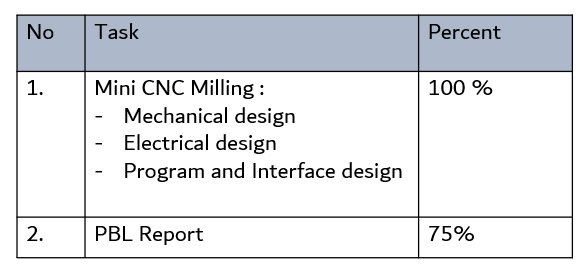 No Task Percent
1. Mini CNC Milling : 100 %
- Mechanical design
- Electrical design
- Program and Interface design
2. PBL Report 75%